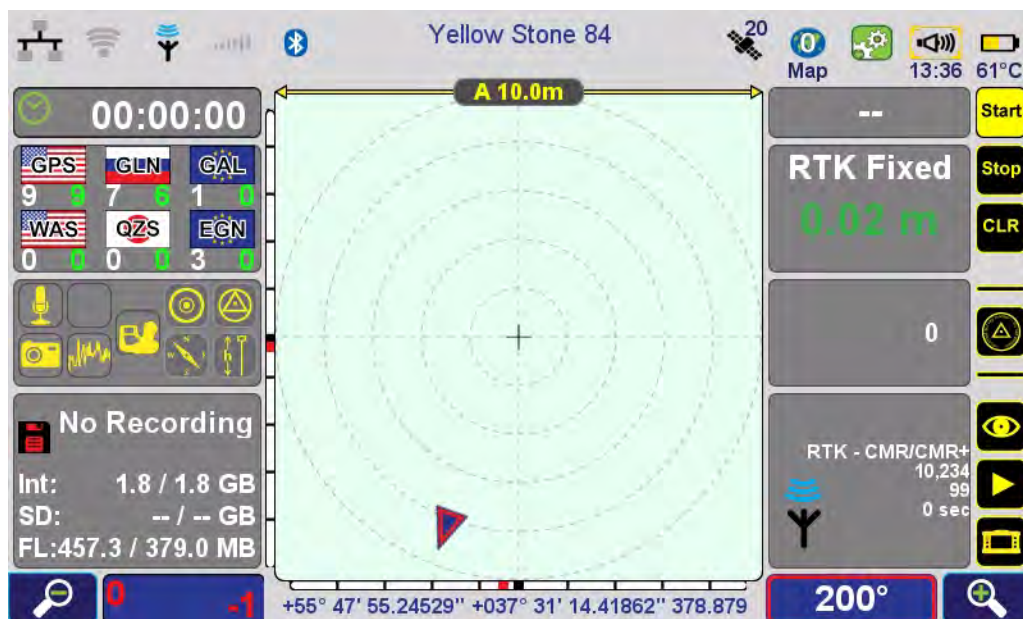 Yellow Stone 84
20
Map
13:36
61°C
A 10.0m
00:00:00
GPS GLN GAL
9 9 7 6 1 0
WAS QZS EGN
0 0 0 0 3 0
N
W
S
h
No Recording
Int: 1.8 / 1.8 GB
SD: -- / -- GB
FL:457.3 / 379.0 MB
0
-1
+55° 47' 55.24529" +037° 31' 14.41862" 378.879
--
RTK Fixed
0.02 m
0
RTK - CMR/CMR+
10,234
99
0 sec
200°
Start
Stop
CLR